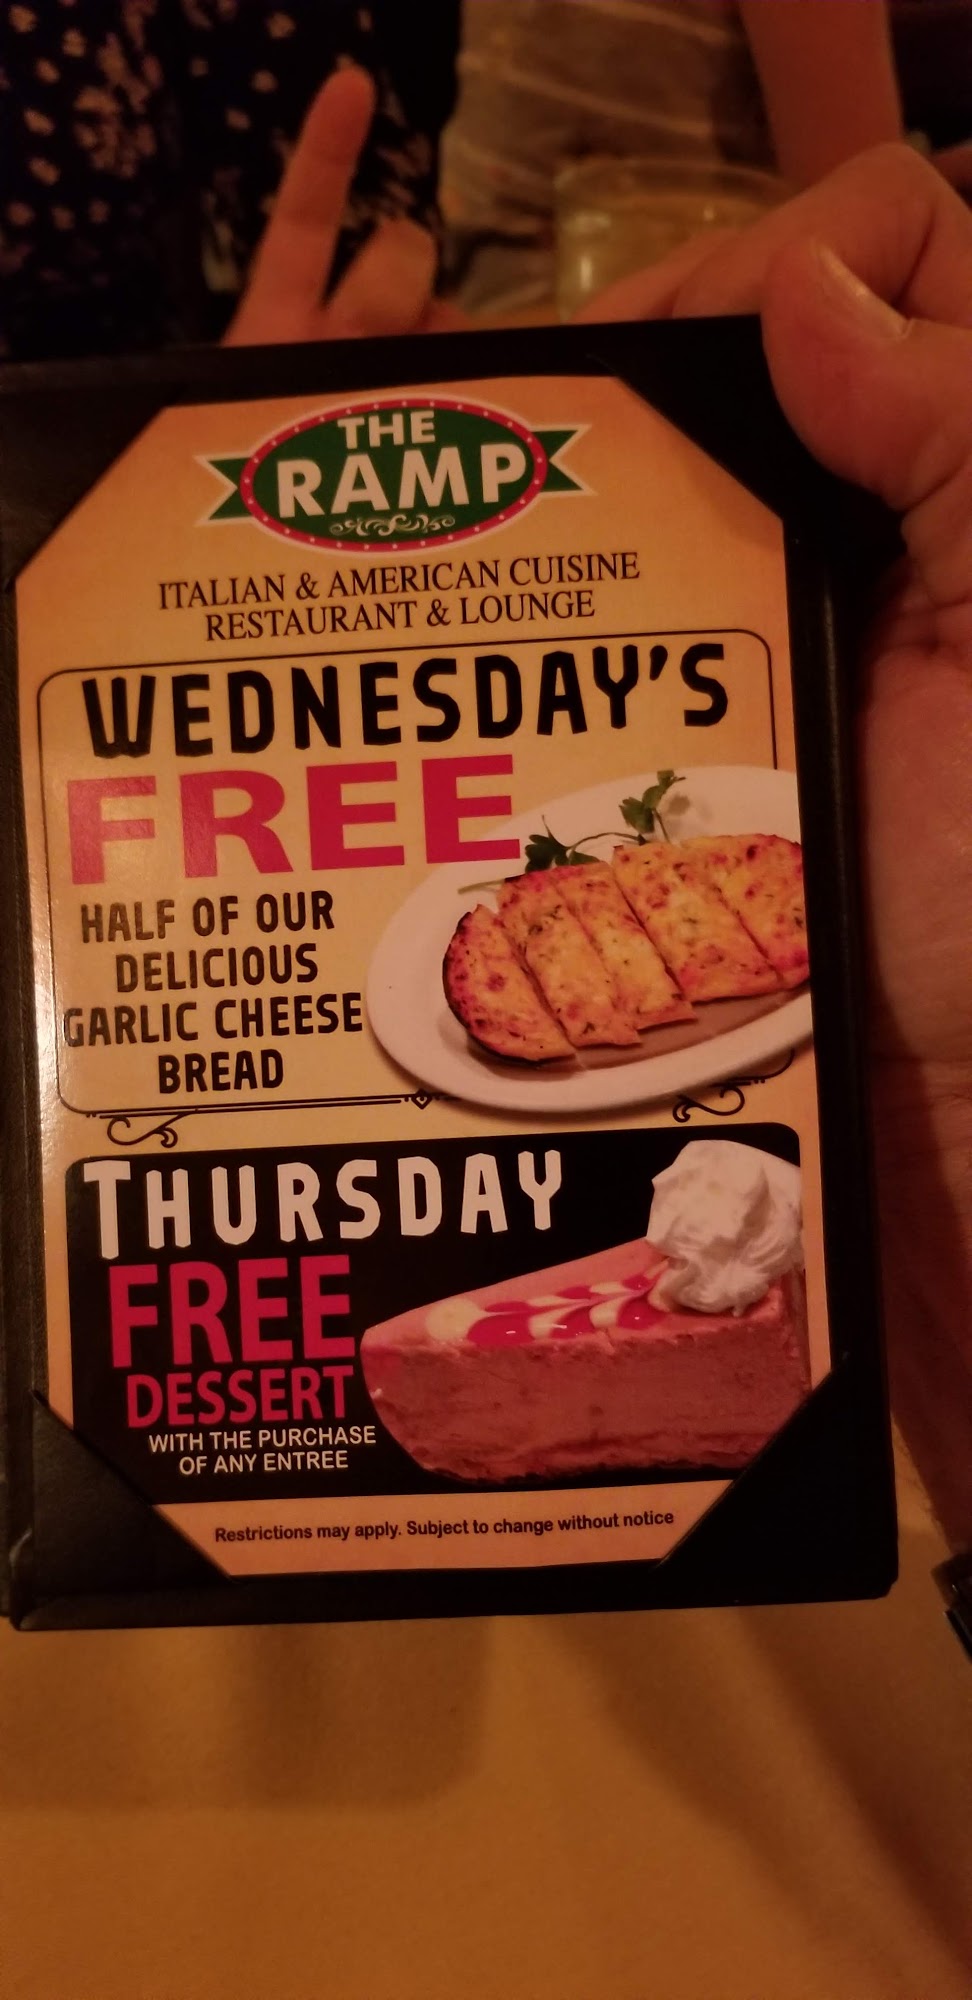 THE
RAMP
ITALIAN & AMERICAN CUISINE
RESTAURANT & LOUNGE
WEDNESDAY'S
FREE
HALF OF OUR
DELICIOUS
GARLIC CHEESE
BREAD
THURSDAY
FREE
DESSERT
WITH THE PURCHASE
OF ANY ENTREE
Restrictions may apply. Subject to change without notice